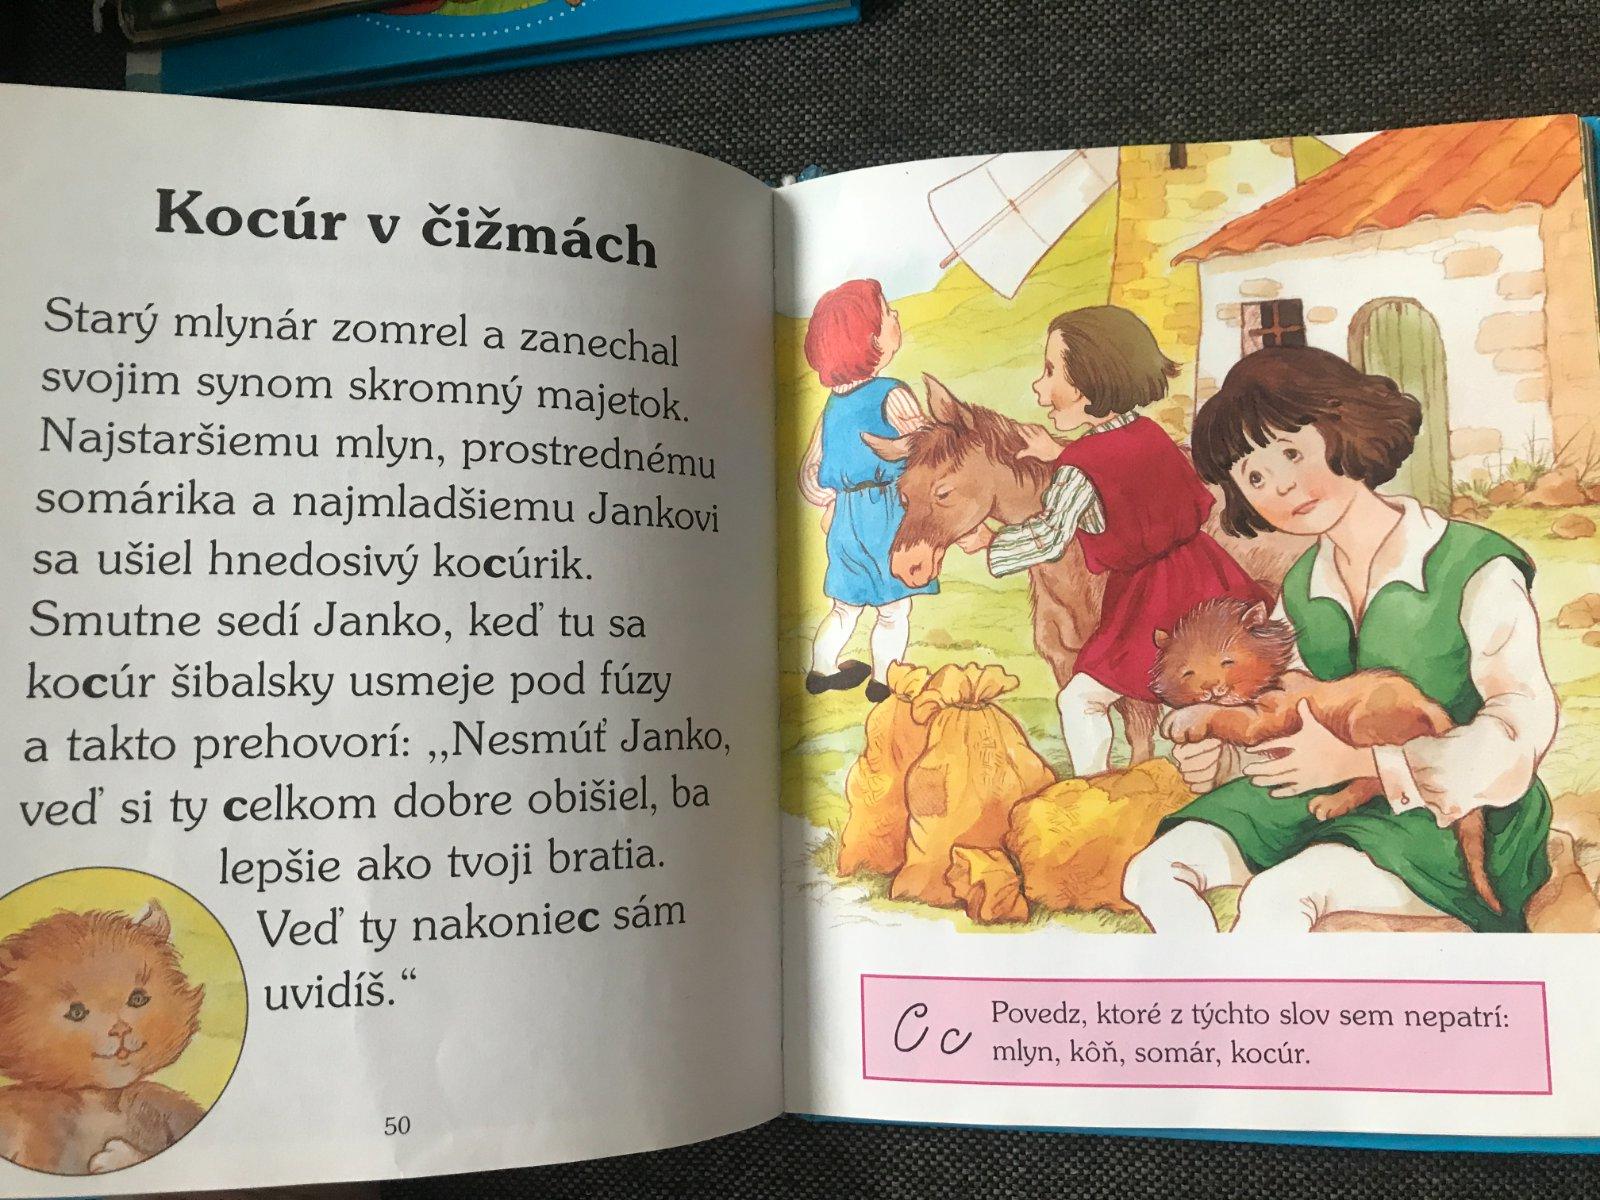 Kocúr v čižmách
Starý mlynár zomrel a zanechal
svojim synom skromný majetok.
Najstaršiemu mlyn, prostrednému
somárika a najmladšiemu Jankovi
sa ušiel hnedosivý kocúrik.
Smutne sedí Janko, keď tu sa
kocúr šibalsky usmeje pod fúzy
a takto prehovorí: ,,Nesmúť Janko,
veď si ty celkom dobre obišiel, ba
lepšie ako tvoji bratia.
Veď ty nakoniec sám
uvidíš.“
50
C c Povedz, ktoré z týchto slov sem nepatrí:
mlyn, kôň, somár, kocúr.